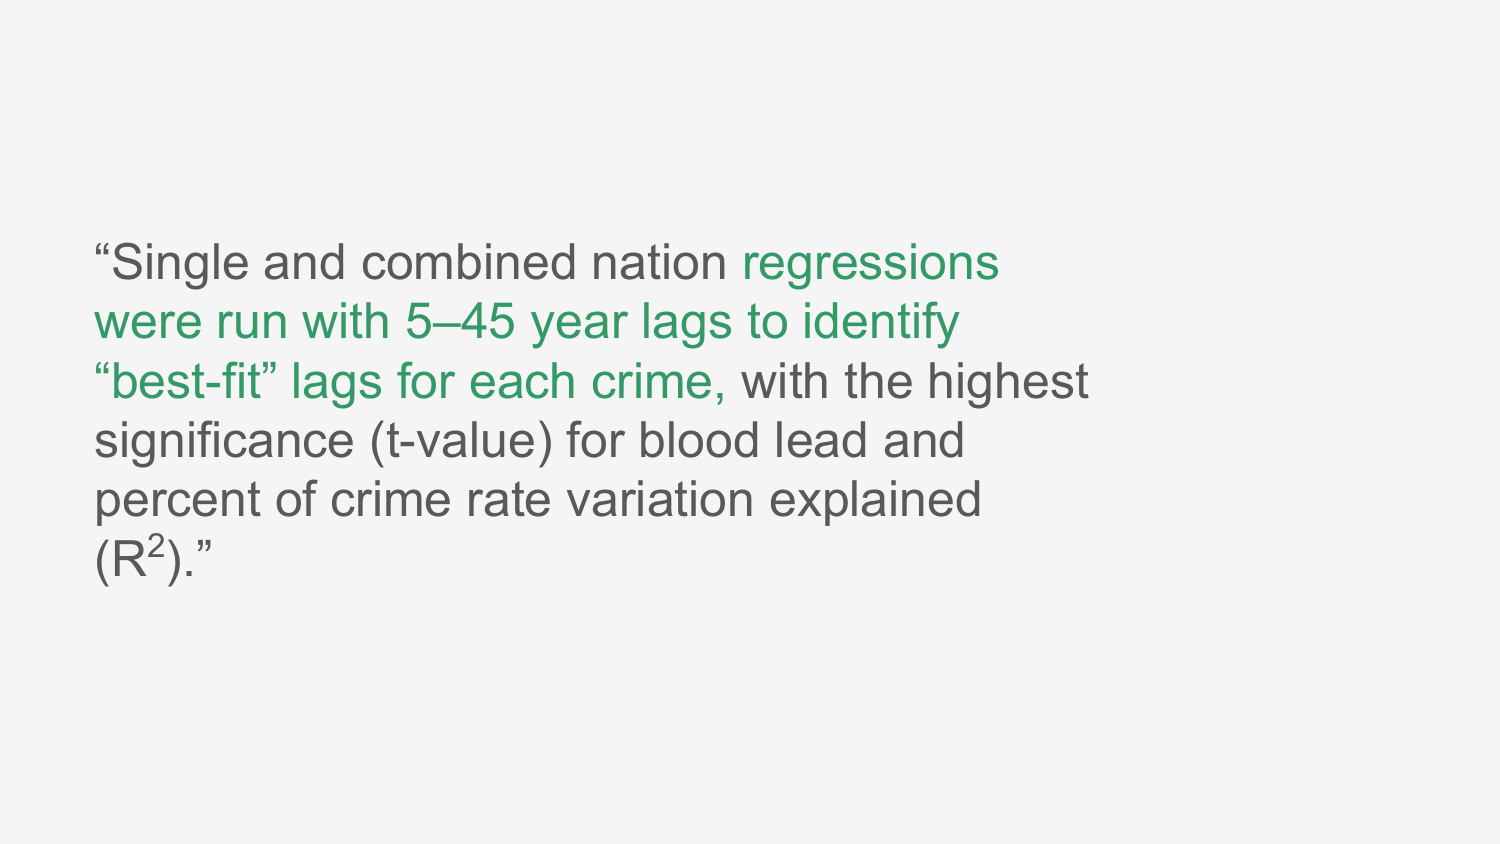 “Single and combined nation regressions
were run with 5–45 year lags to identify
“best-fit” lags for each crime, with the highest
significance (t-value) for blood lead and
percent of crime rate variation explained
(R²).”